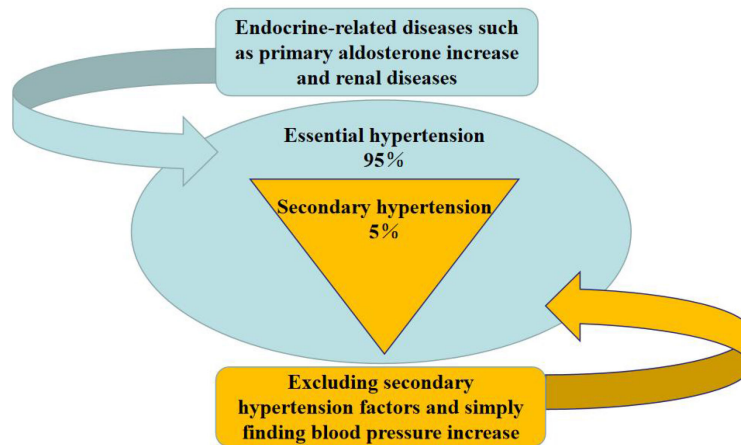 Endocrine-related diseases such
as primary aldosterone increase
and renal diseases
Essential hypertension
95%
Secondary hypertension
5%
Excluding secondary
hypertension factors and simply
finding blood pressure increase